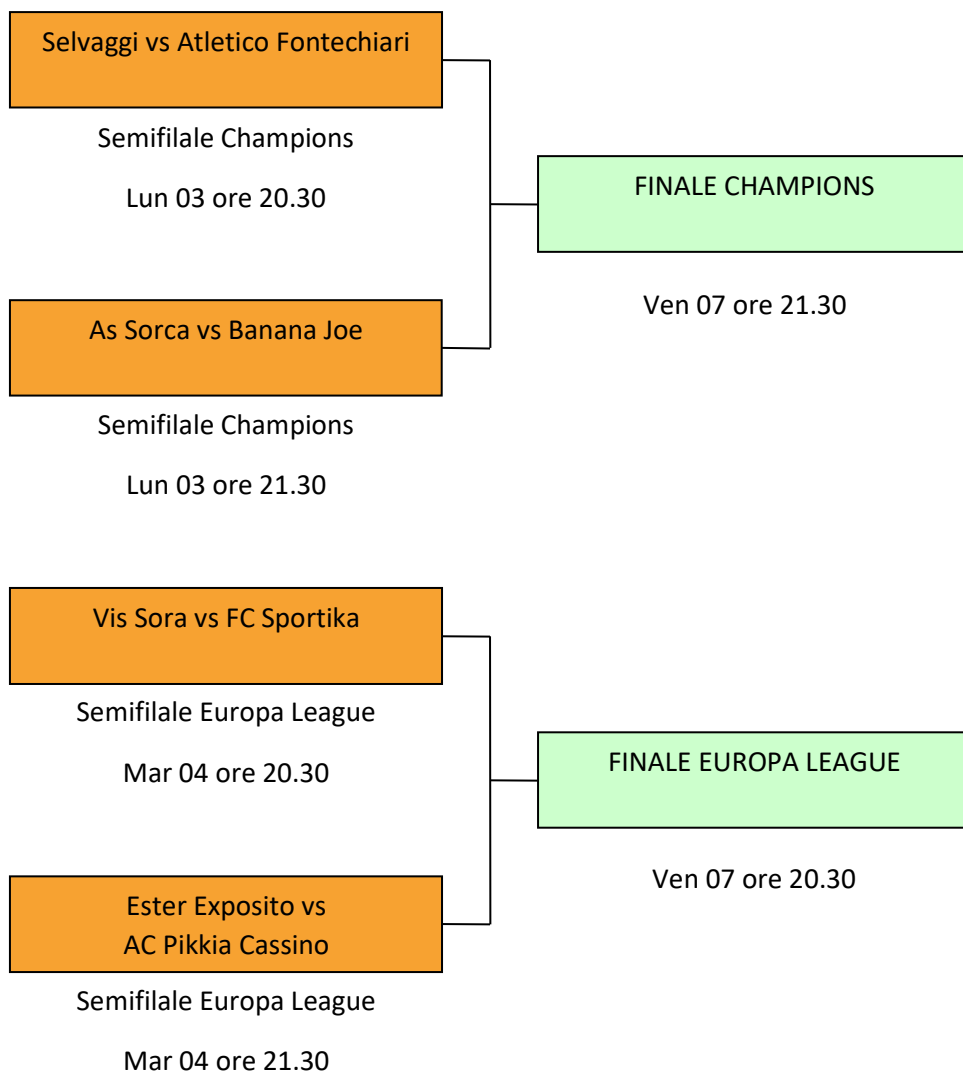 Selvaggi vs Atletico Fontechiari
Semifilale Champions
Lun 03 ore 20.30
FINALE CHAMPIONS
Ven 07 ore 21.30
As Sorca vs Banana Joe
Semifilale Champions
Lun 03 ore 21.30
Vis Sora vs FC Sportika
Semifilale Europa League
Mar 04 ore 20.30
FINALE EUROPA LEAGUE
Ven 07 ore 20.30
Ester Exposito vs
AC Pikkia Cassino
Semifilale Europa League
Mar 04 ore 21.30